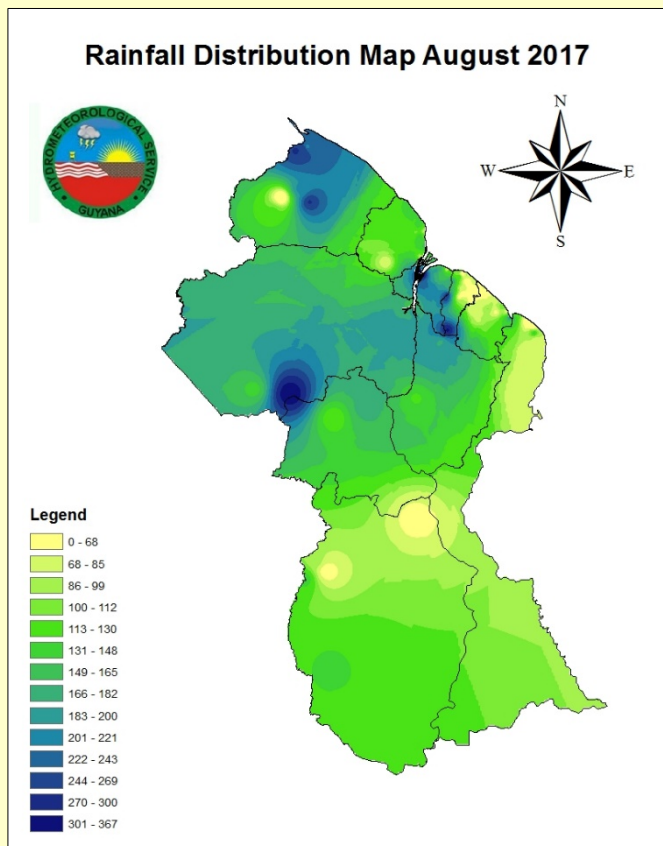 Rainfall Distribution Map August 2017
HYDROMETEOROLOGICAL SERVICE
GUYANA
N
W
E
S
Legend
0 - 68
68 - 85
86 - 99
100 - 112
113 - 130
131 - 148
149 - 165
166 - 182
183 - 200
201 - 221
222 - 243
244 - 269
270 - 300
301 - 367